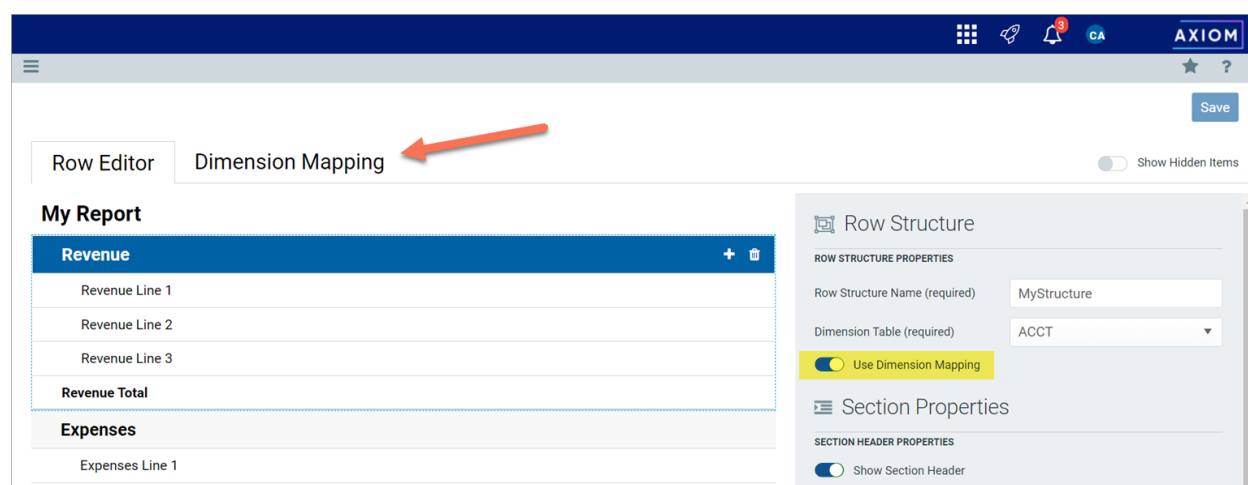 3
CA
AXIOM
?
Save
Row Editor
Dimension Mapping
Show Hidden Items
My Report
Revenue
Revenue Line 1
Revenue Line 2
Revenue Line 3
Revenue Total
Expenses
Expenses Line 1
Row Structure
ROW STRUCTURE PROPERTIES
Row Structure Name (required) MyStructure
Dimension Table (required) ACCT
Use Dimension Mapping
Section Properties
SECTION HEADER PROPERTIES
Show Section Header